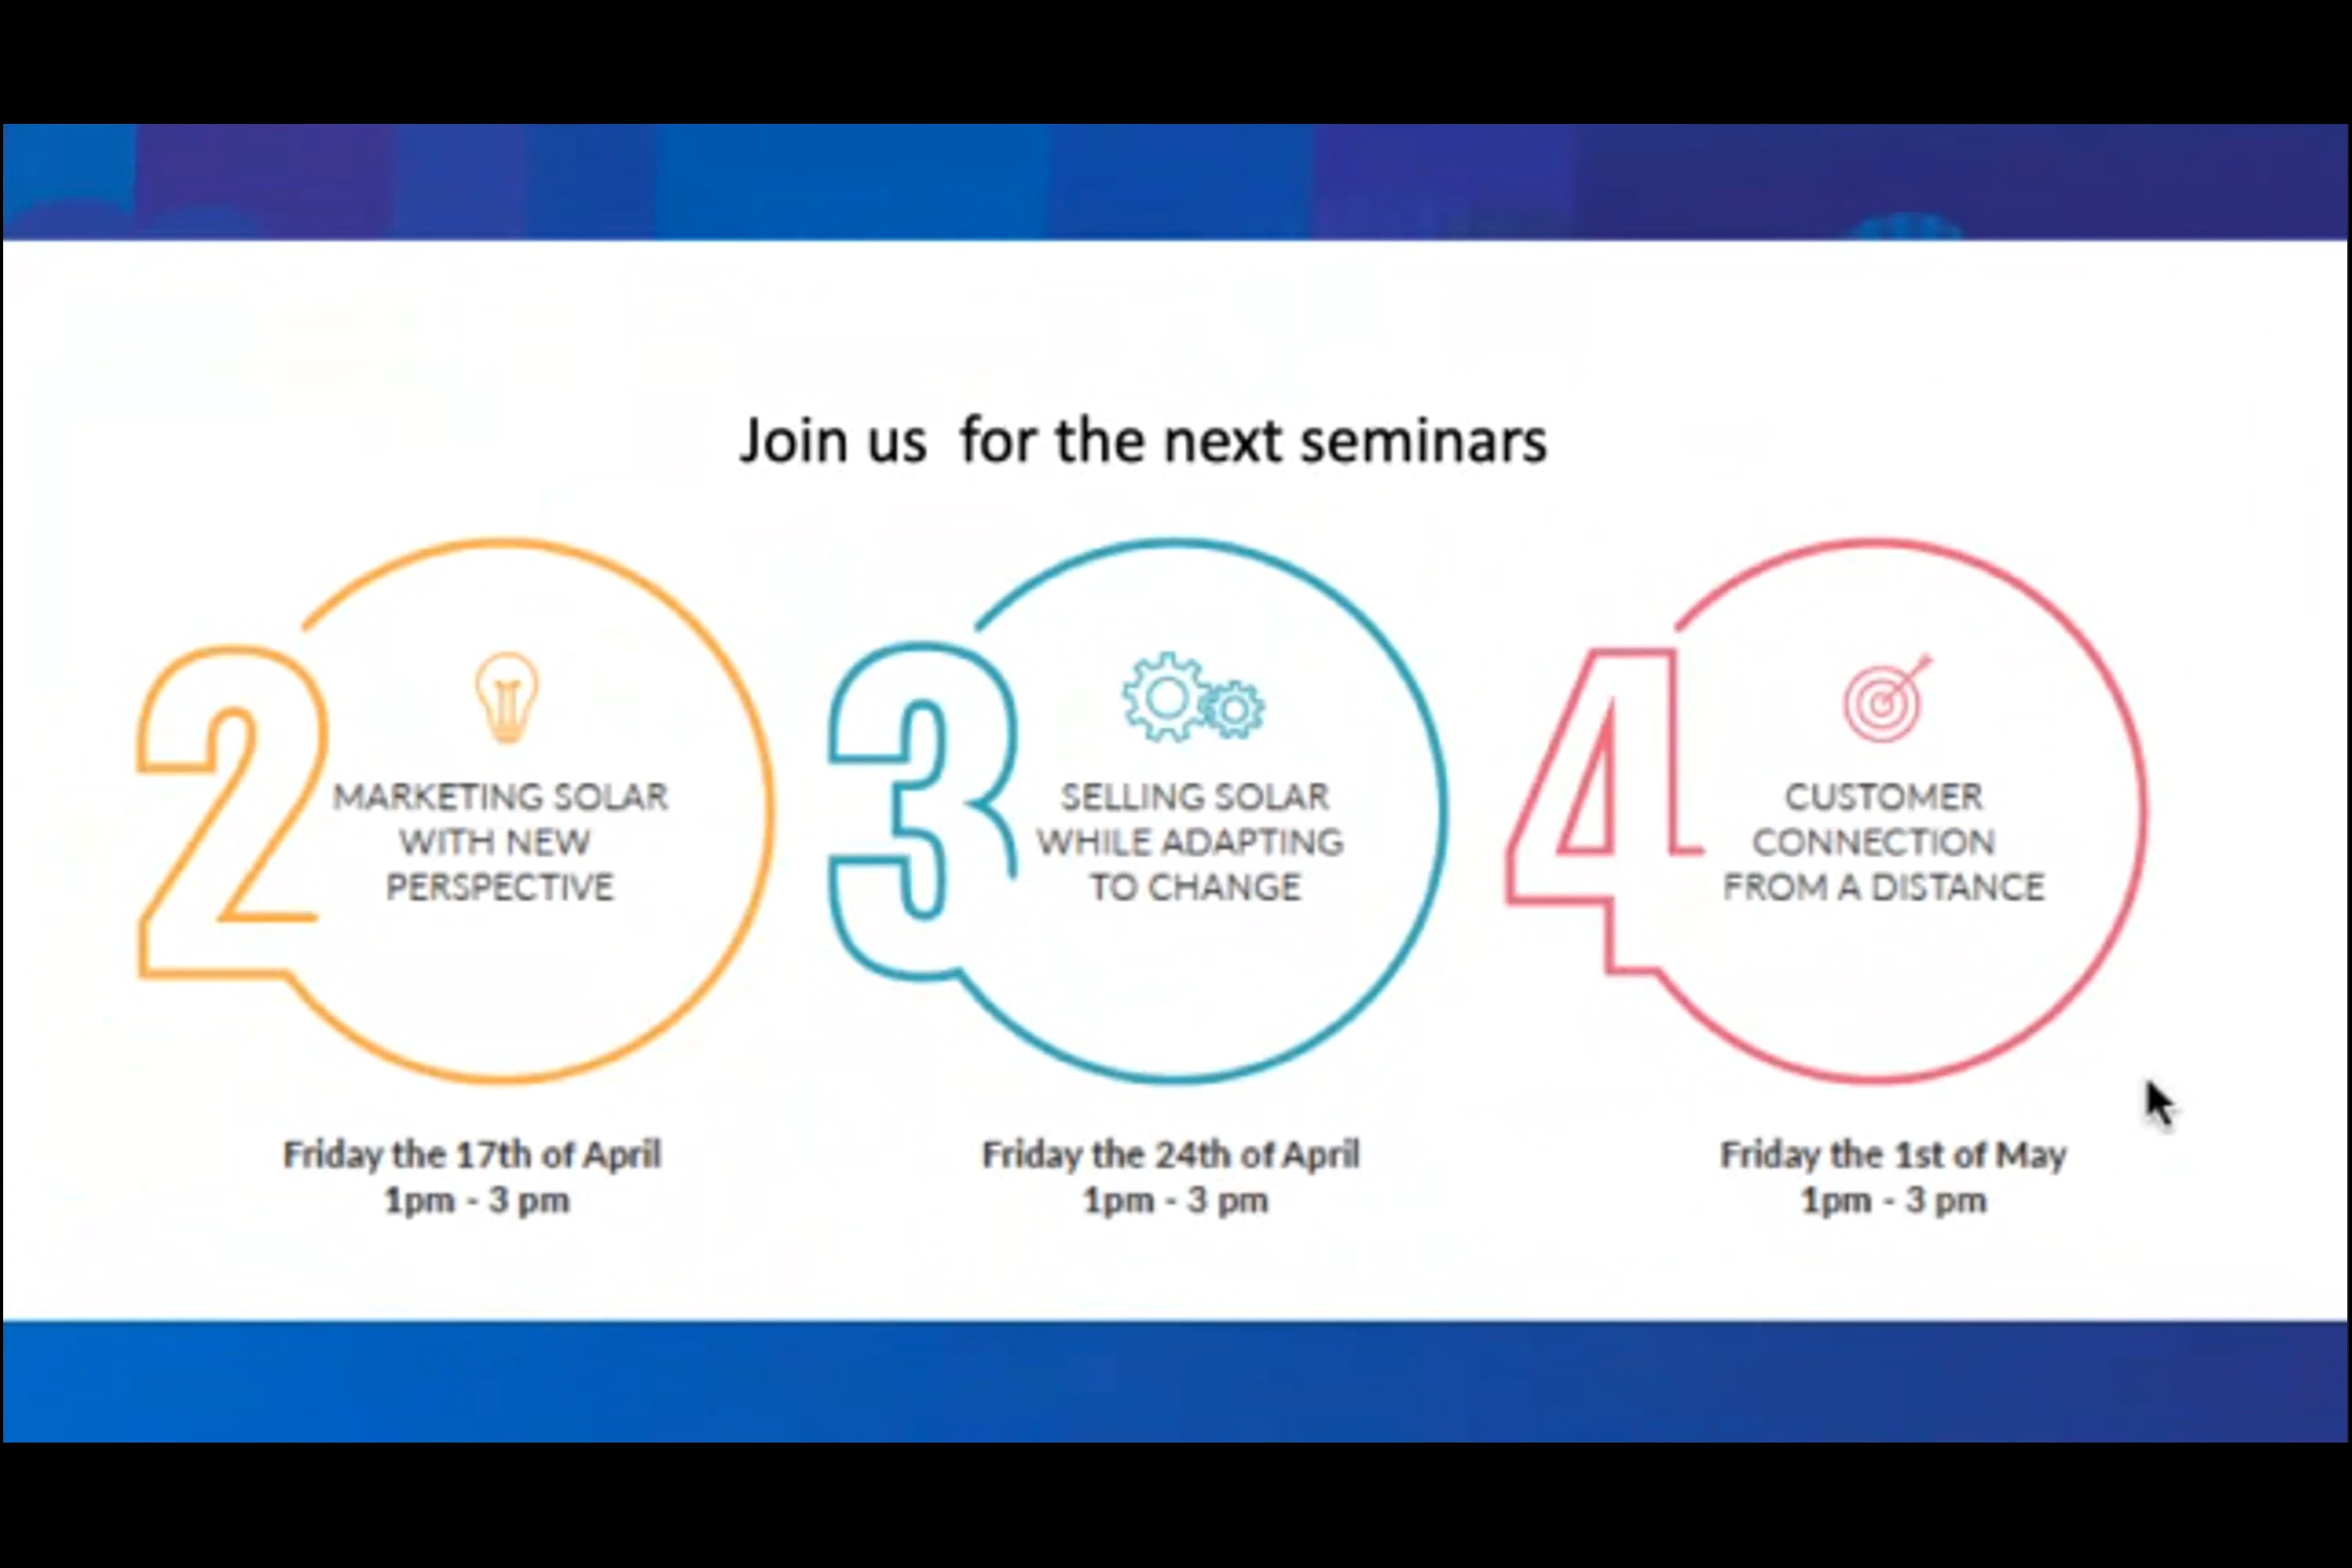 Join us  for the next seminars
2
MARKETING SOLAR
WITH NEW
PERSPECTIVE
Friday the 17th of April
1pm - 3 pm
3
SELLING SOLAR
WHILE ADAPTING
TO CHANGE
Friday the 24th of April
1pm - 3 pm
4
CUSTOMER
CONNECTION
FROM A DISTANCE
Friday the 1st of May
1pm - 3 pm